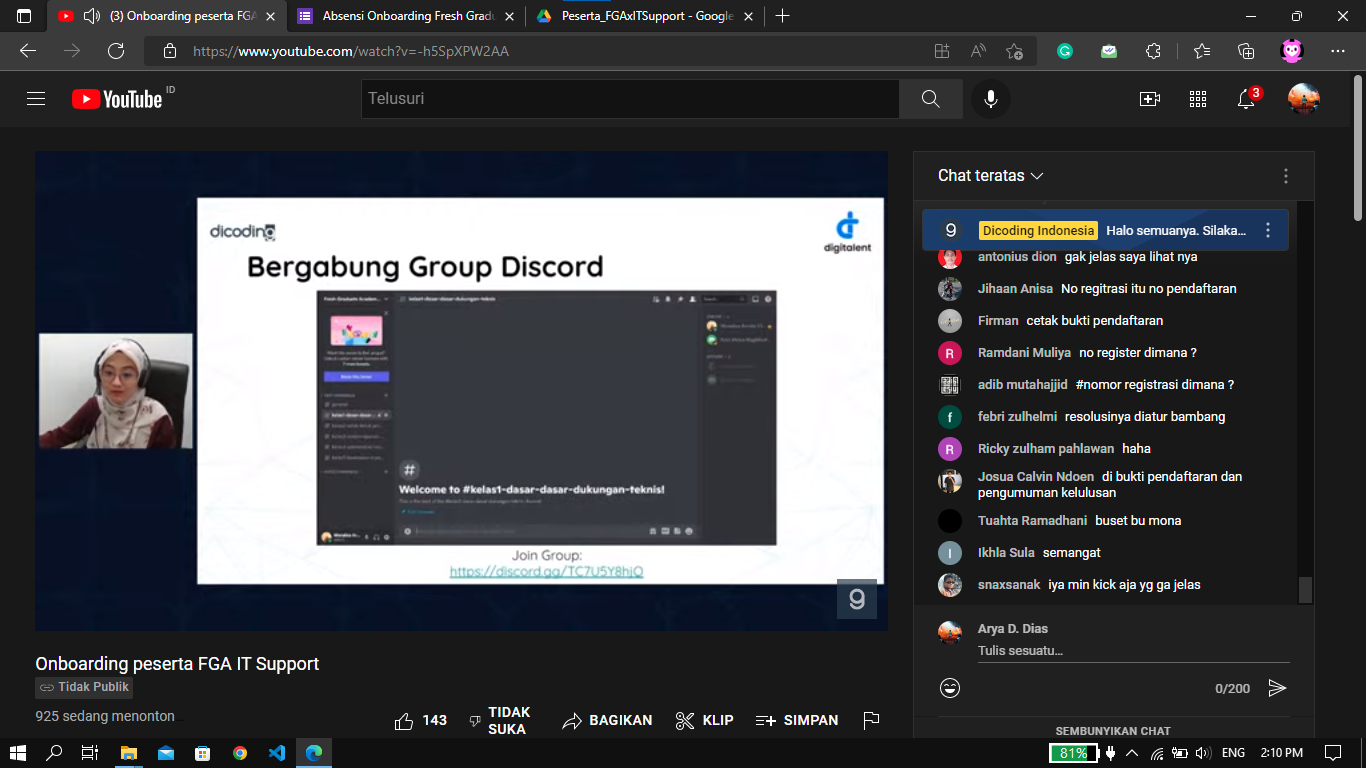 (3) Onboarding peserta FGA
Absensi Onboarding Fresh Gradu
Peserta_FGAxITSupport - Google
https://www.youtube.com/watch?v=-h5SpXPW2AA
YouTube ID
Telusuri
3
dicoding
digitalent
Bergabung Group Discord
Welcome to #kelas1-dasar-dasar-dukungan-teknis!
Join Group:
https://discord.gg/TC7U5Y8hjQ
Chat teratas
Dicoding Indonesia Halo semuanya. Silaka...
antonius dion gak jelas saya lihat nya
Jihaan Anisa No regitrasi itu no pendaftaran
Firman cetak bukti pendaftaran
R Ramdani Muliya no register dimana ?
adib mutahajjid #nomor registrasi dimana ?
f febri zulhelmi resolusinya diatur bambang
R Ricky zulham pahlawan haha
Josua Calvin Ndoen di bukti pendaftaran dan
pengumuman kelulusan
Tuahta Ramadhani buset bu mona
I Ikhla Sula semangat
snaxsanak iya min kick aja yg ga jelas
Arya D. Dias
Tulis sesuatu...
0/200
SEMBUNYIKAN CHAT
Onboarding peserta FGA IT Support
Tidak Publik
925 sedang menonton
143
TIDAK
SUKA
BAGIKAN
KLIP
SIMPAN
81%
ENG
2:10 PM